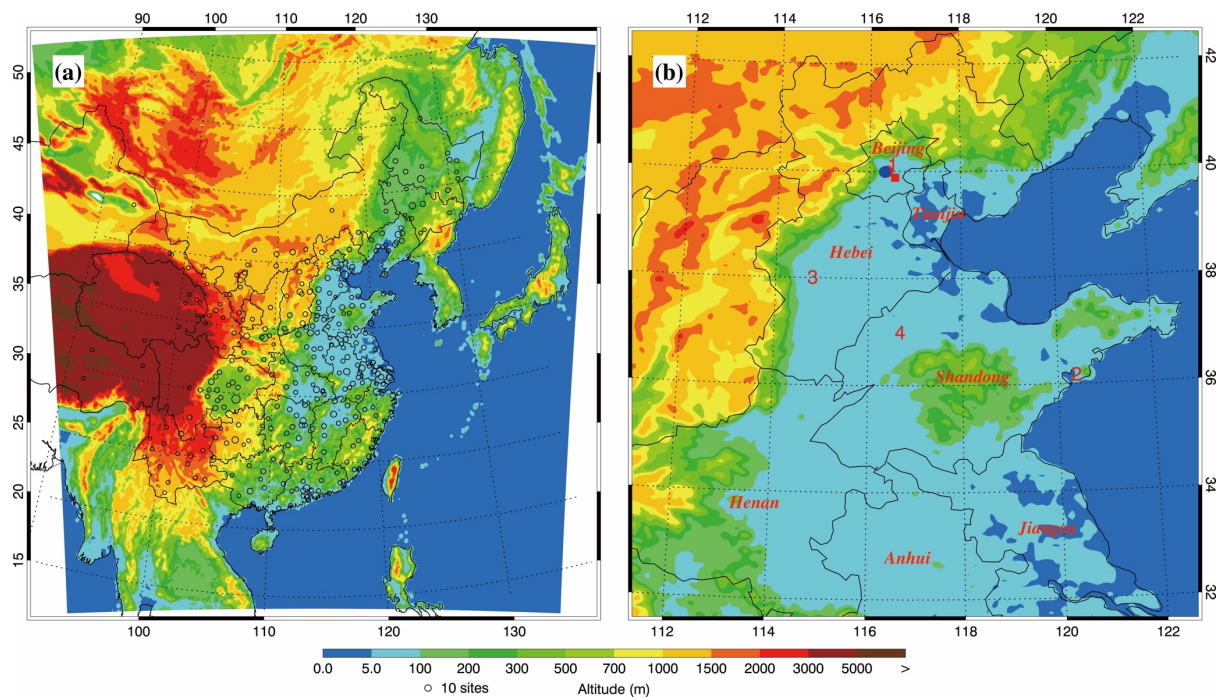 90 100 110 120 130
112 114 116 118 120 122
(a)
(b)
50
45
40
35
30
25
20
15
42
40
38
36
34
32
Beijing
1
Tianjin
Hebei
3
4
Shandong
2
Henan
Jiangsu
Anhui
100 110 120 130
112 114 116 118 120 122
0.0 5.0 100 200 300 500 700 1000 1500 2000 3000 5000 >
10 sites Altitude (m)